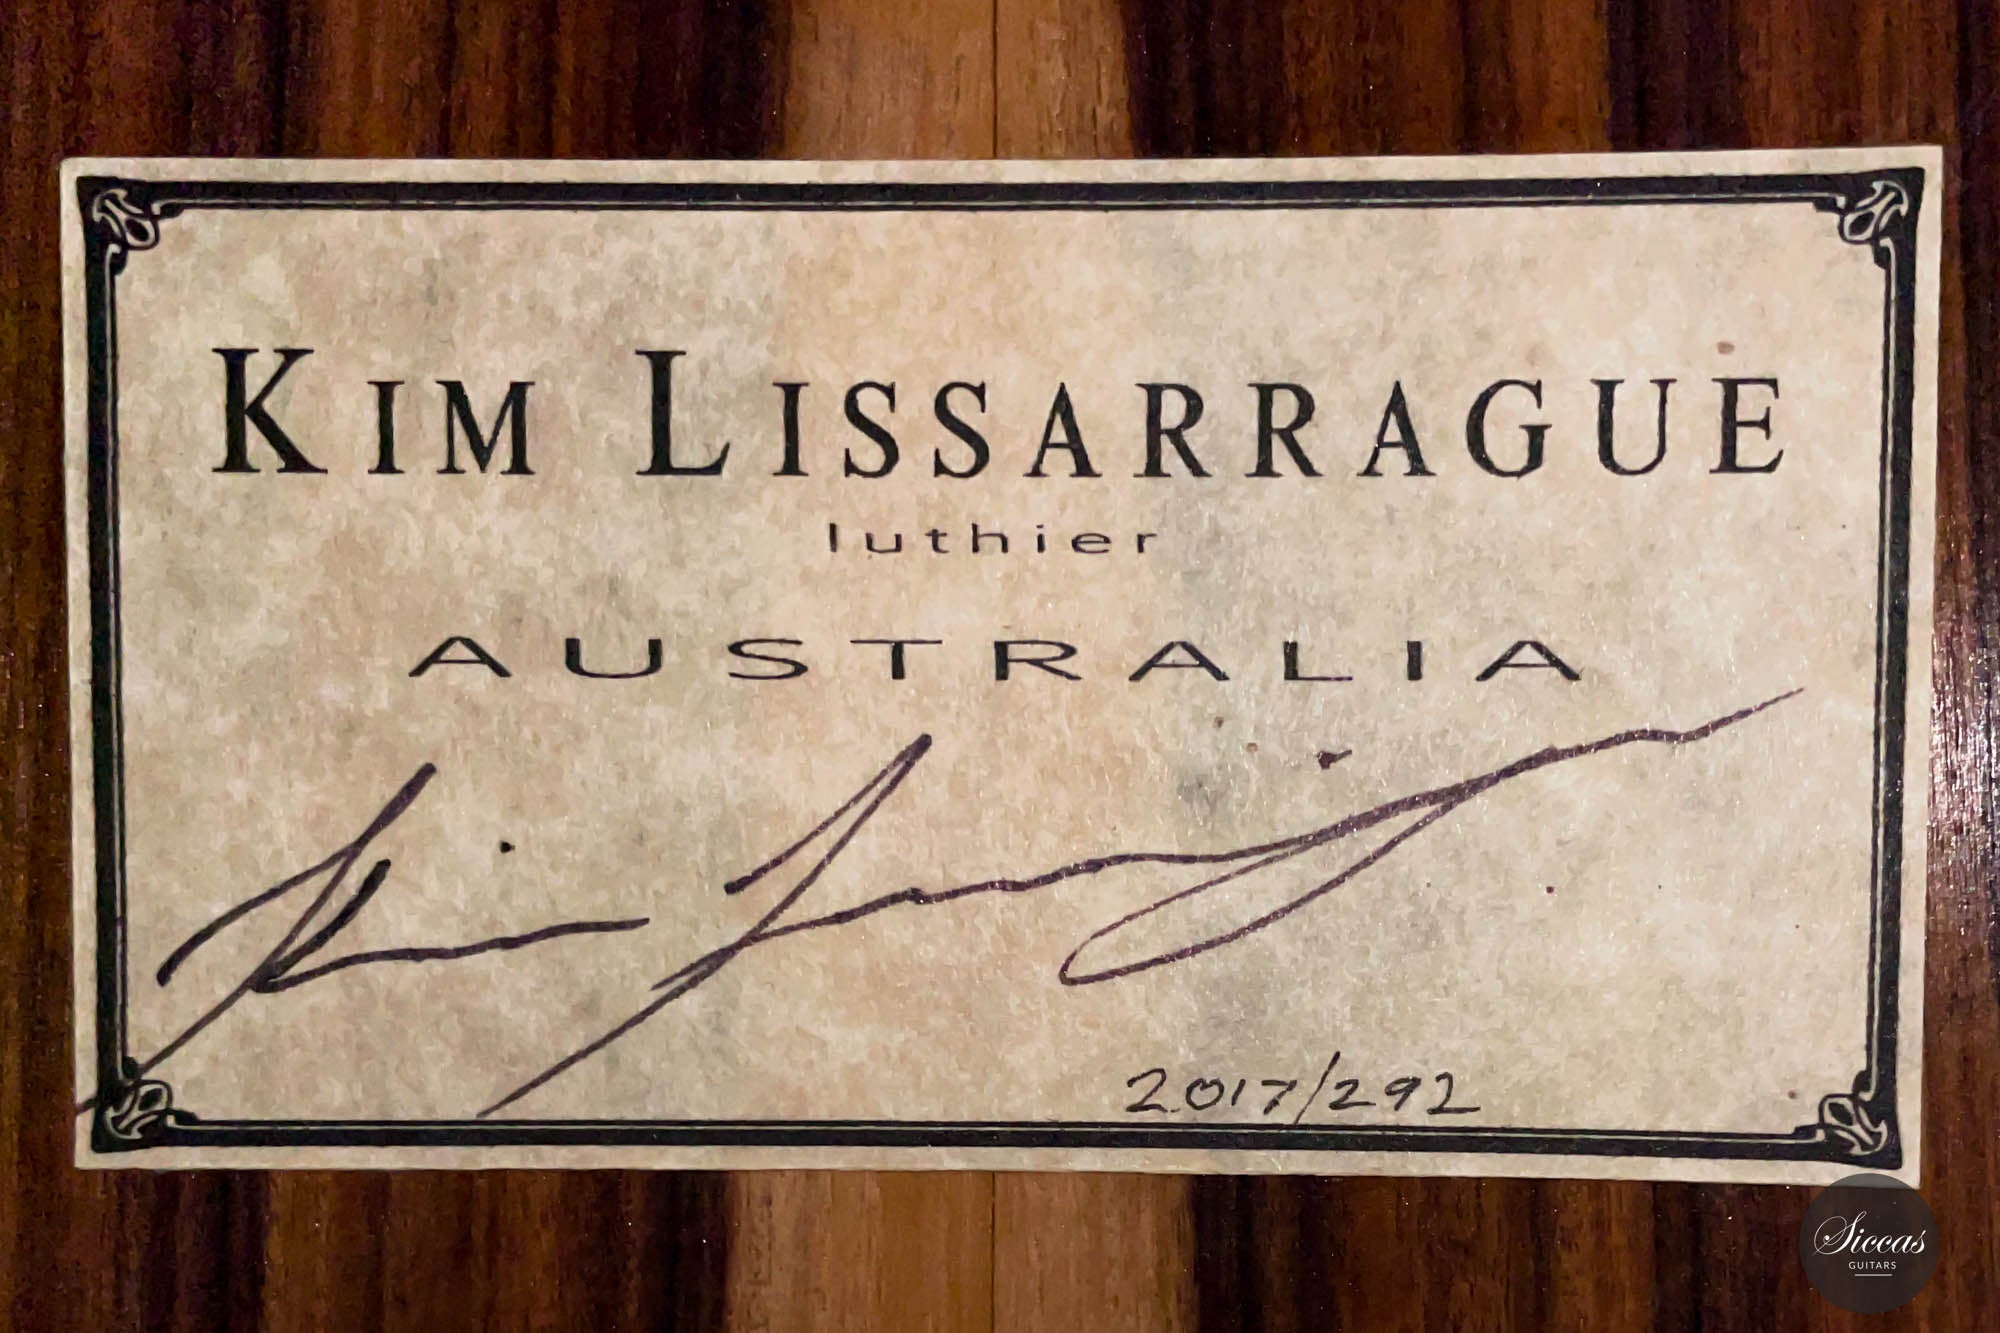 KIM LISSARRAGUE
luthier
AUSTRALIA
2017/292
Siccas
GUITARS